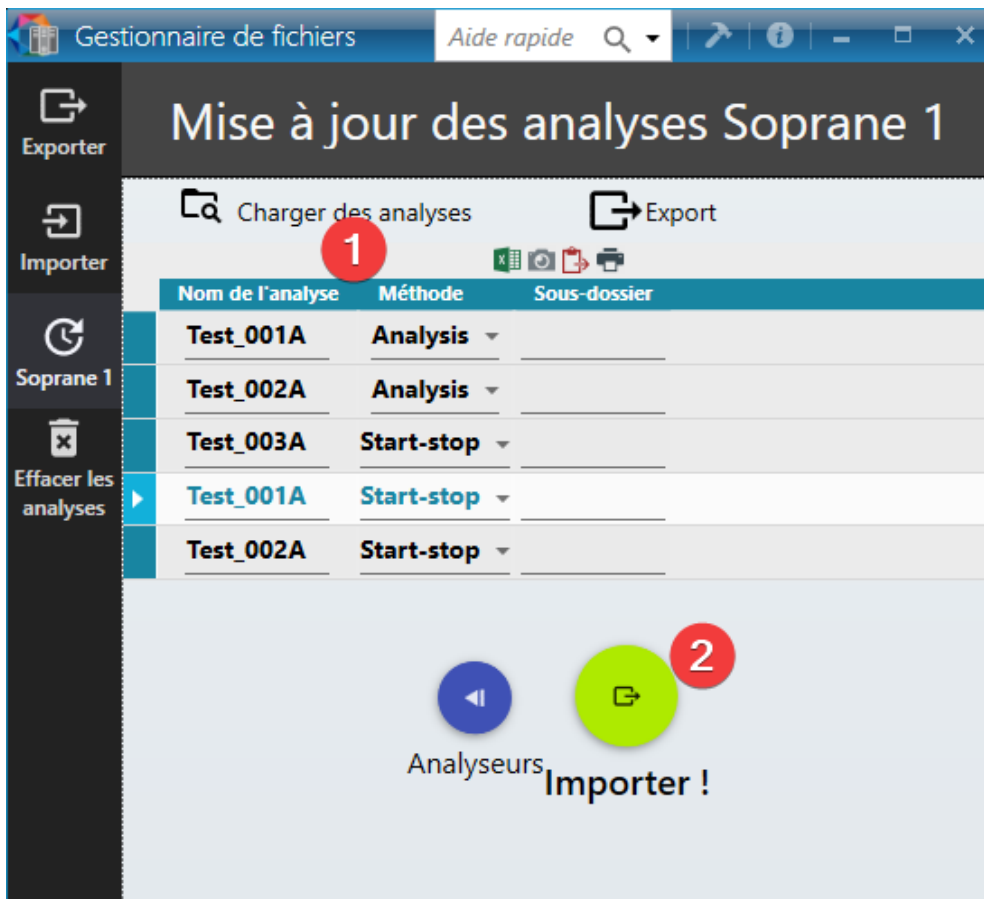 Gestionnaire de fichiers
Aide rapide
Exporter
Importer
Soprane 1
Effacer les
analyses
Mise à jour des analyses Soprane 1
Charger des analyses
Export
1
Nom de l'analyse Méthode Sous-dossier
Test_001A Analysis
Test_002A Analysis
Test_003A Start-stop
Test_001A Start-stop
Test_002A Start-stop
2
Analyseurs
Importer !